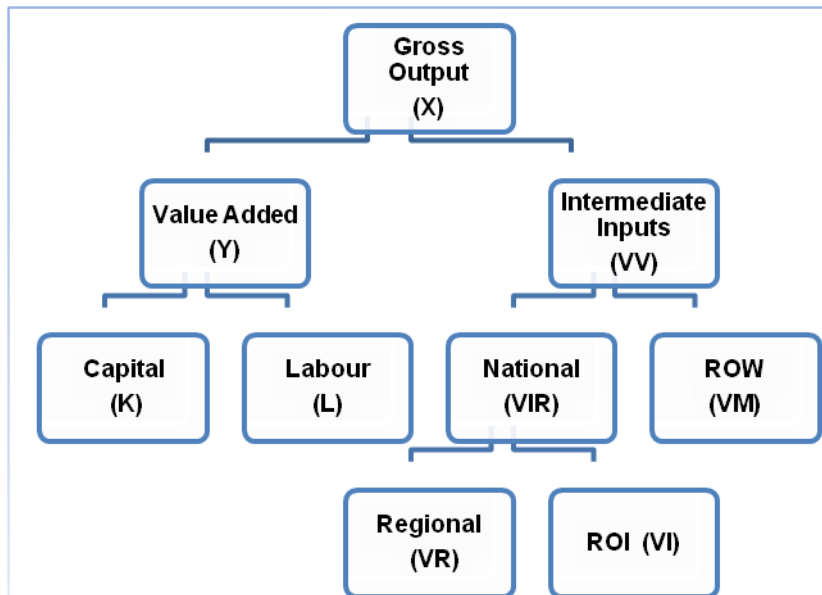 Gross
Output
(X)
Value Added
(Y)
Intermediate
Inputs
(VV)
Capital
(K)
Labour
(L)
National
(VIR)
ROW
(VM)
Regional
(VR)
ROI (VI)